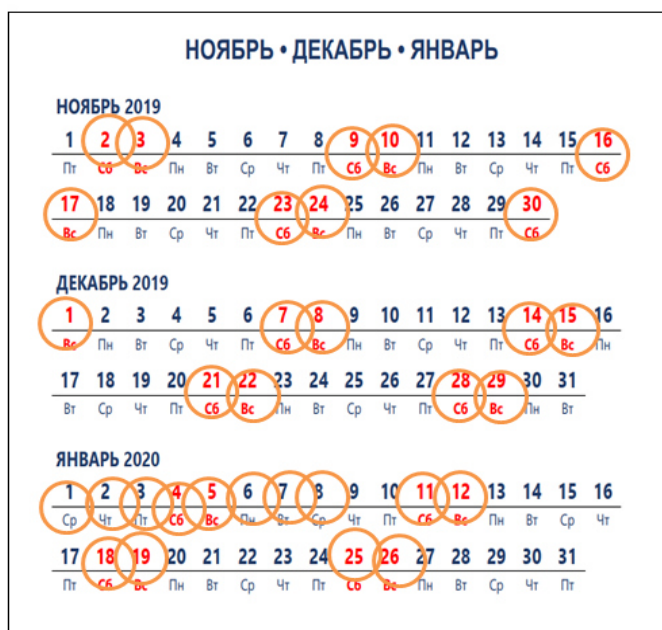 НОЯБРЬ • ДЕКАБРЬ • ЯНВАРЬ
НОЯБРЬ 2019
1 2 3 4 5 6 7 8 9 10 11 12 13 14 15 16
Пт Сб Вс Пн Вт Ср Чт Пт Сб Вс Пн Вт Ср Чт Пт Сб
17 18 19 20 21 22 23 24 25 26 27 28 29 30
Вс Пн Вт Ср Чт Пт Сб Вс Пн Вт Ср Чт Пт Сб
ДЕКАБРЬ 2019
1 2 3 4 5 6 7 8 9 10 11 12 13 14 15 16
Вс Пн Вт Ср Чт Пт Сб Вс Пн Вт Ср Чт Пт Сб Вс Пн
17 18 19 20 21 22 23 24 25 26 27 28 29 30 31
Вт Ср Чт Пт Сб Вс Пн Вт Ср Чт Пт Сб Вс Пн Вт
ЯНВАРЬ 2020
1 2 3 4 5 6 7 8 9 10 11 12 13 14 15 16
Ср Чт Пт Сб Вс Пн Вт Ср Чт Пт Сб Вс Пн Вт Ср Чт
17 18 19 20 21 22 23 24 25 26 27 28 29 30 31
Пт Сб Вс Пн Вт Ср Чт Пт Сб Вс Пн Вт Ср Чт Пт